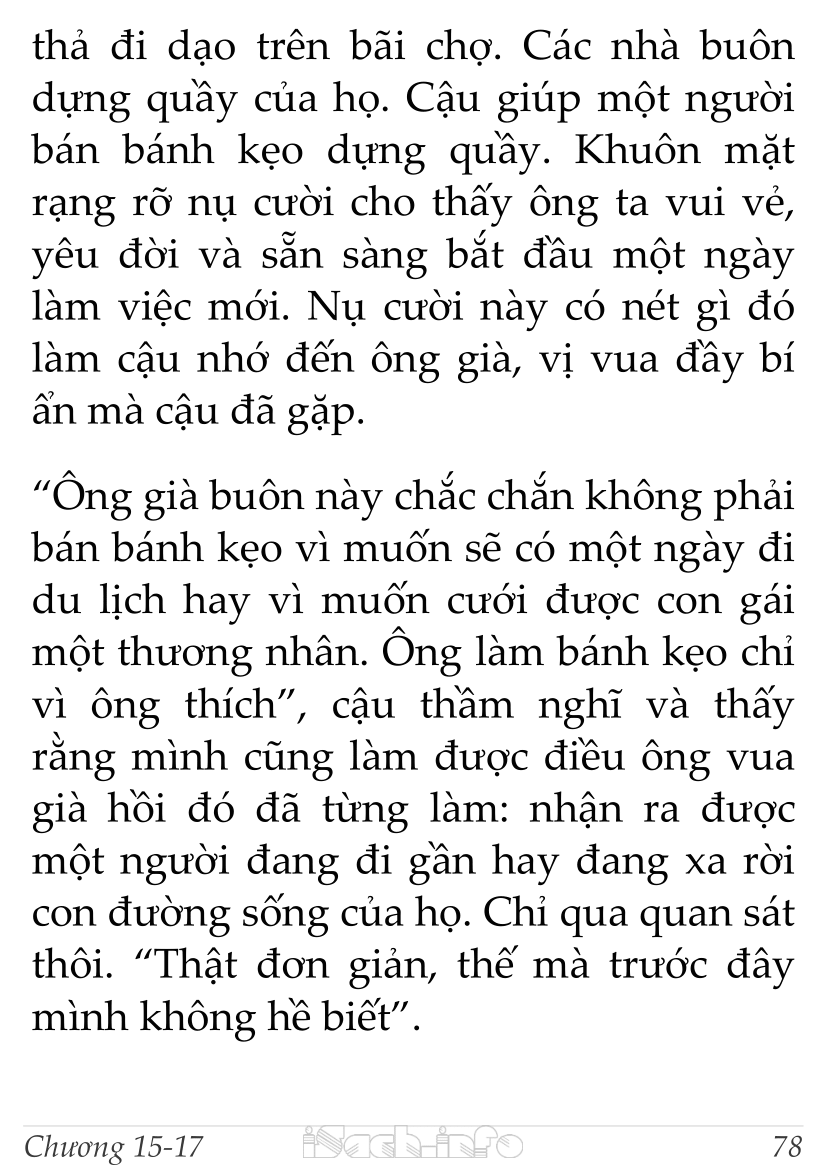 thả đi dạo trên bãi chợ. Các nhà buôn
dựng quầy của họ. Cậu giúp một người
bán bánh kẹo dựng quầy. Khuôn mặt
rạng rỡ nụ cười cho thấy ông ta vui vẻ,
yêu đời và sẵn sàng bắt đầu một ngày
làm việc mới. Nụ cười này có nét gì đó
làm cậu nhớ đến ông già, vị vua đầy bí
ẩn mà cậu đã gặp.
“Ông già buôn này chắc chắn không phải
bán bánh kẹo vì muốn sẽ có một ngày đi
du lịch hay vì muốn cưới được con gái
một thương nhân. Ông làm bánh kẹo chỉ
vì ông thích”, cậu thầm nghĩ và thấy
rằng mình cũng làm được điều ông vua
già hồi đó đã từng làm: nhận ra được
một người đang đi gần hay đang xa rời
con đường sống của họ. Chỉ qua quan sát
thôi. “Thật đơn giản, thế mà trước đây
mình không hề biết”.
Chương 15-17 iSach.info 78